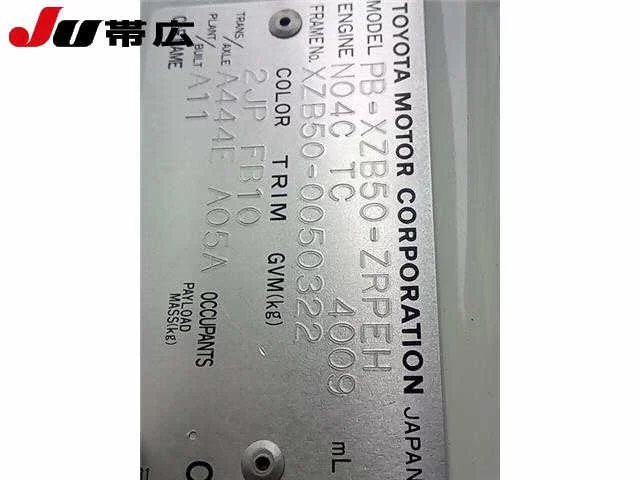 JU帯広
TOYOTA MOTOR CORPORATION JAPAN
MODEL PB-XZB50-ZRPEH
ENGINE N04C TC 4009 mL
FRAME No. XZB50-0050322
COLOR TRIM GVM(kg)
2JP FB10
TRANS/AXLE A444E A05A OCCUPANTS
PLANT/BUILT A11 PAYLOAD MASS(kg)
NAME